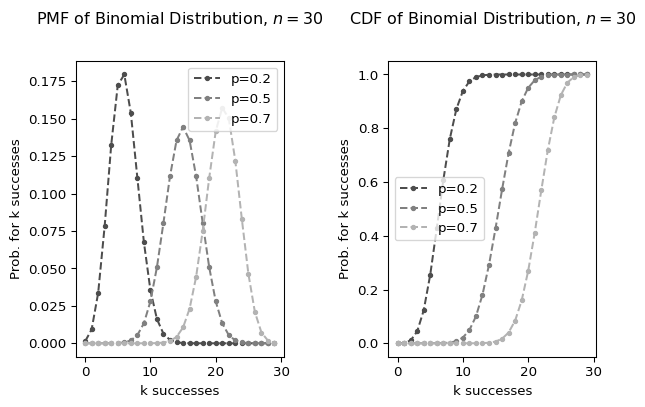 PMF of Binomial Distribution, n = 30
CDF of Binomial Distribution, n = 30
Prob. for k successes
0.175
0.150
0.125
0.100
0.075
0.050
0.025
0.000
p=0.2
p=0.5
p=0.7
0
10
20
30
k successes
Prob. for k successes
1.0
0.8
0.6
0.4
0.2
0.0
p=0.2
p=0.5
p=0.7
0
10
20
30
k successes